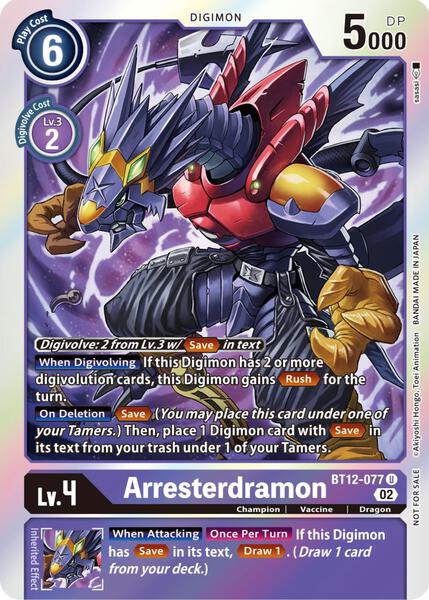 Play Cost
6
DIGIMON
DP
5000
Digivolve Cost
Lv.3
2
sasasi
Digivolve: 2 from Lv.3 w/ Save in text
When Digivolving If this Digimon has 2 or more
digivolution cards, this Digimon gains Rush for the
turn.
On Deletion Save (You may place this card under one of
your Tamers.) Then, place 1 Digimon card with Save in
its text from your trash under 1 of your Tamers.
©Akiyoshi Hongo, Toei Animation BANDAI MADE IN JAPAN
NOT FOR SALE
Lv.4
Arresterdramon
BT12-077 U
02
Champion | Vaccine | Dragon
Inherited Effect
When Attacking Once Per Turn If this Digimon
has Save in its text, Draw 1. (Draw 1 card
from your deck.)